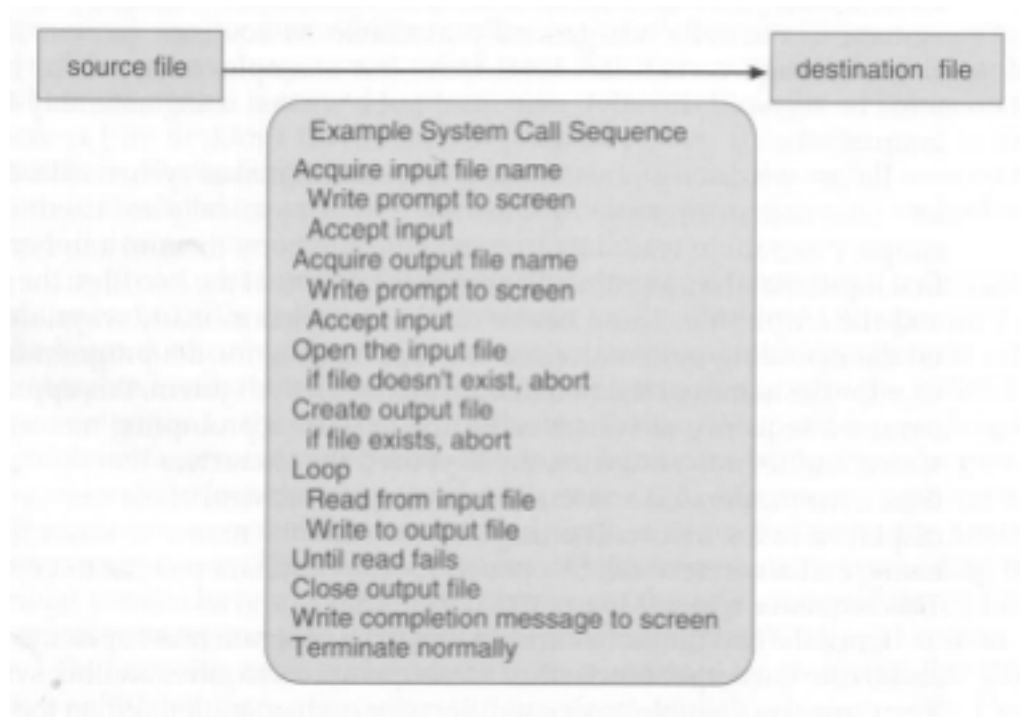 source file
destination file
Example System Call Sequence
Acquire input file name
Write prompt to screen
Accept input
Acquire output file name
Write prompt to screen
Accept input
Open the input file
if file doesn't exist, abort
Create output file
if file exists, abort
Loop
Read from input file
Write to output file
Until read fails
Close output file
Write completion message to screen
Terminate normally